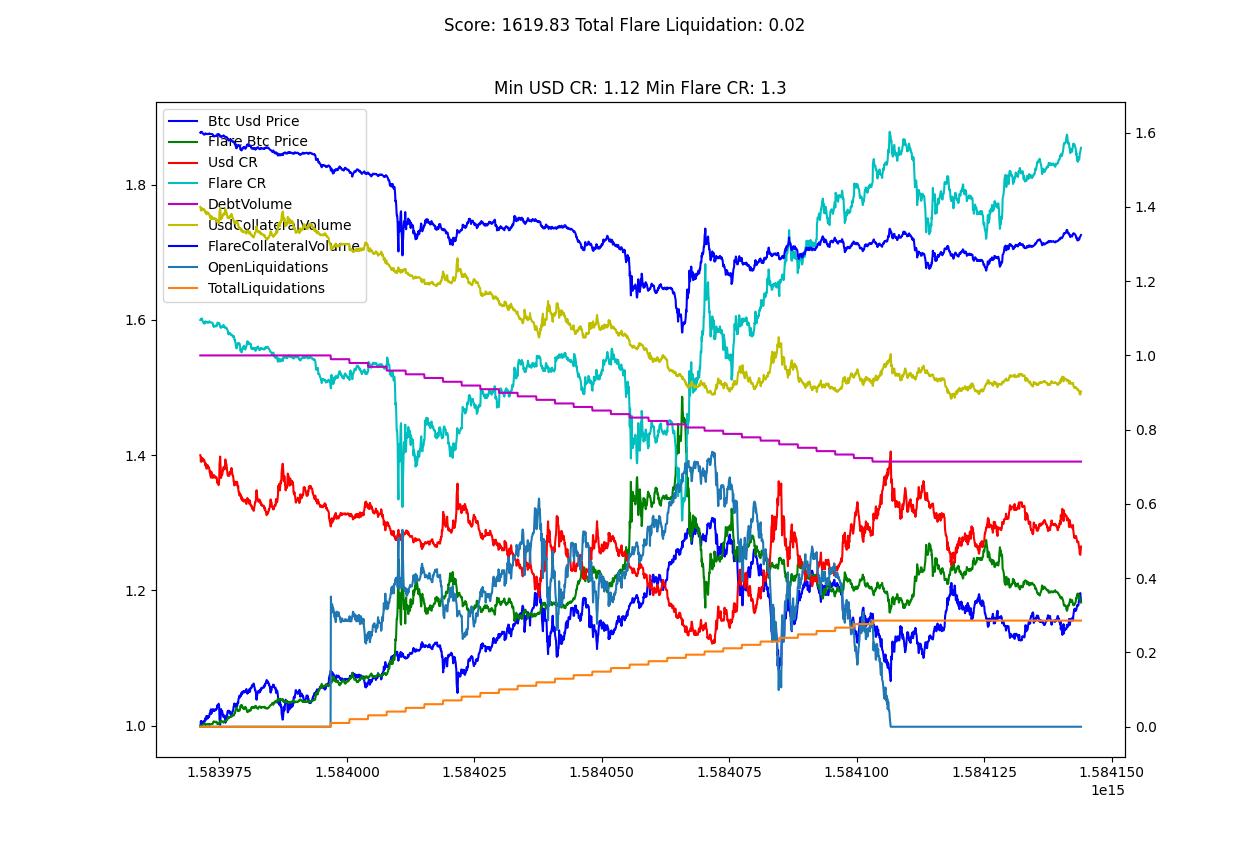 Score: 1619.83 Total Flare Liquidation: 0.02
Min USD CR: 1.12 Min Flare CR: 1.3
Btc Usd Price
Flare Btc Price
Usd CR
Flare CR
DebtVolume
UsdCollateralVolume
FlareCollateralVolume
OpenLiquidations
TotalLiquidations
1.8
1.6
1.4
1.2
1.0
1.6
1.4
1.2
1.0
0.8
0.6
0.4
0.2
0.0
1.583975 1.584000 1.584025 1.584050 1.584075 1.584100 1.584125 1.584150
1e15